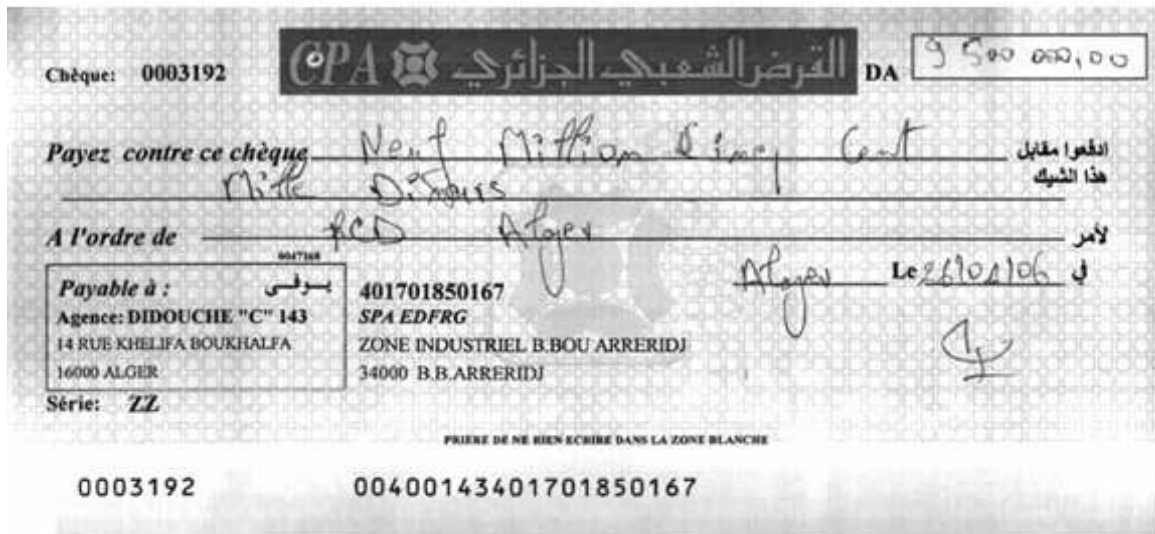 Chèque: 0003192
CPA القرض الشعبي الجزائري
DA 9 500 000,00
Payez contre ce chèque Neuf Million Cinq Cent ادفعوا مقابل
Mille Dinars هذا الشيك
A l'ordre de RCD Alger لأمر
0047168
Alger Le 26/04/06 في
Payable à : يـوفـى
Agence: DIDOUCHE "C" 143
14 RUE KHELIFA BOUKHALFA
16000 ALGER
401701850167
SPA EDFRG
ZONE INDUSTRIEL B.BOU ARRERIDJ
34000 B.B.ARRERIDJ
Série: ZZ
PRIERE DE NE RIEN ECRIRE DANS LA ZONE BLANCHE
0003192 00400143401701850167